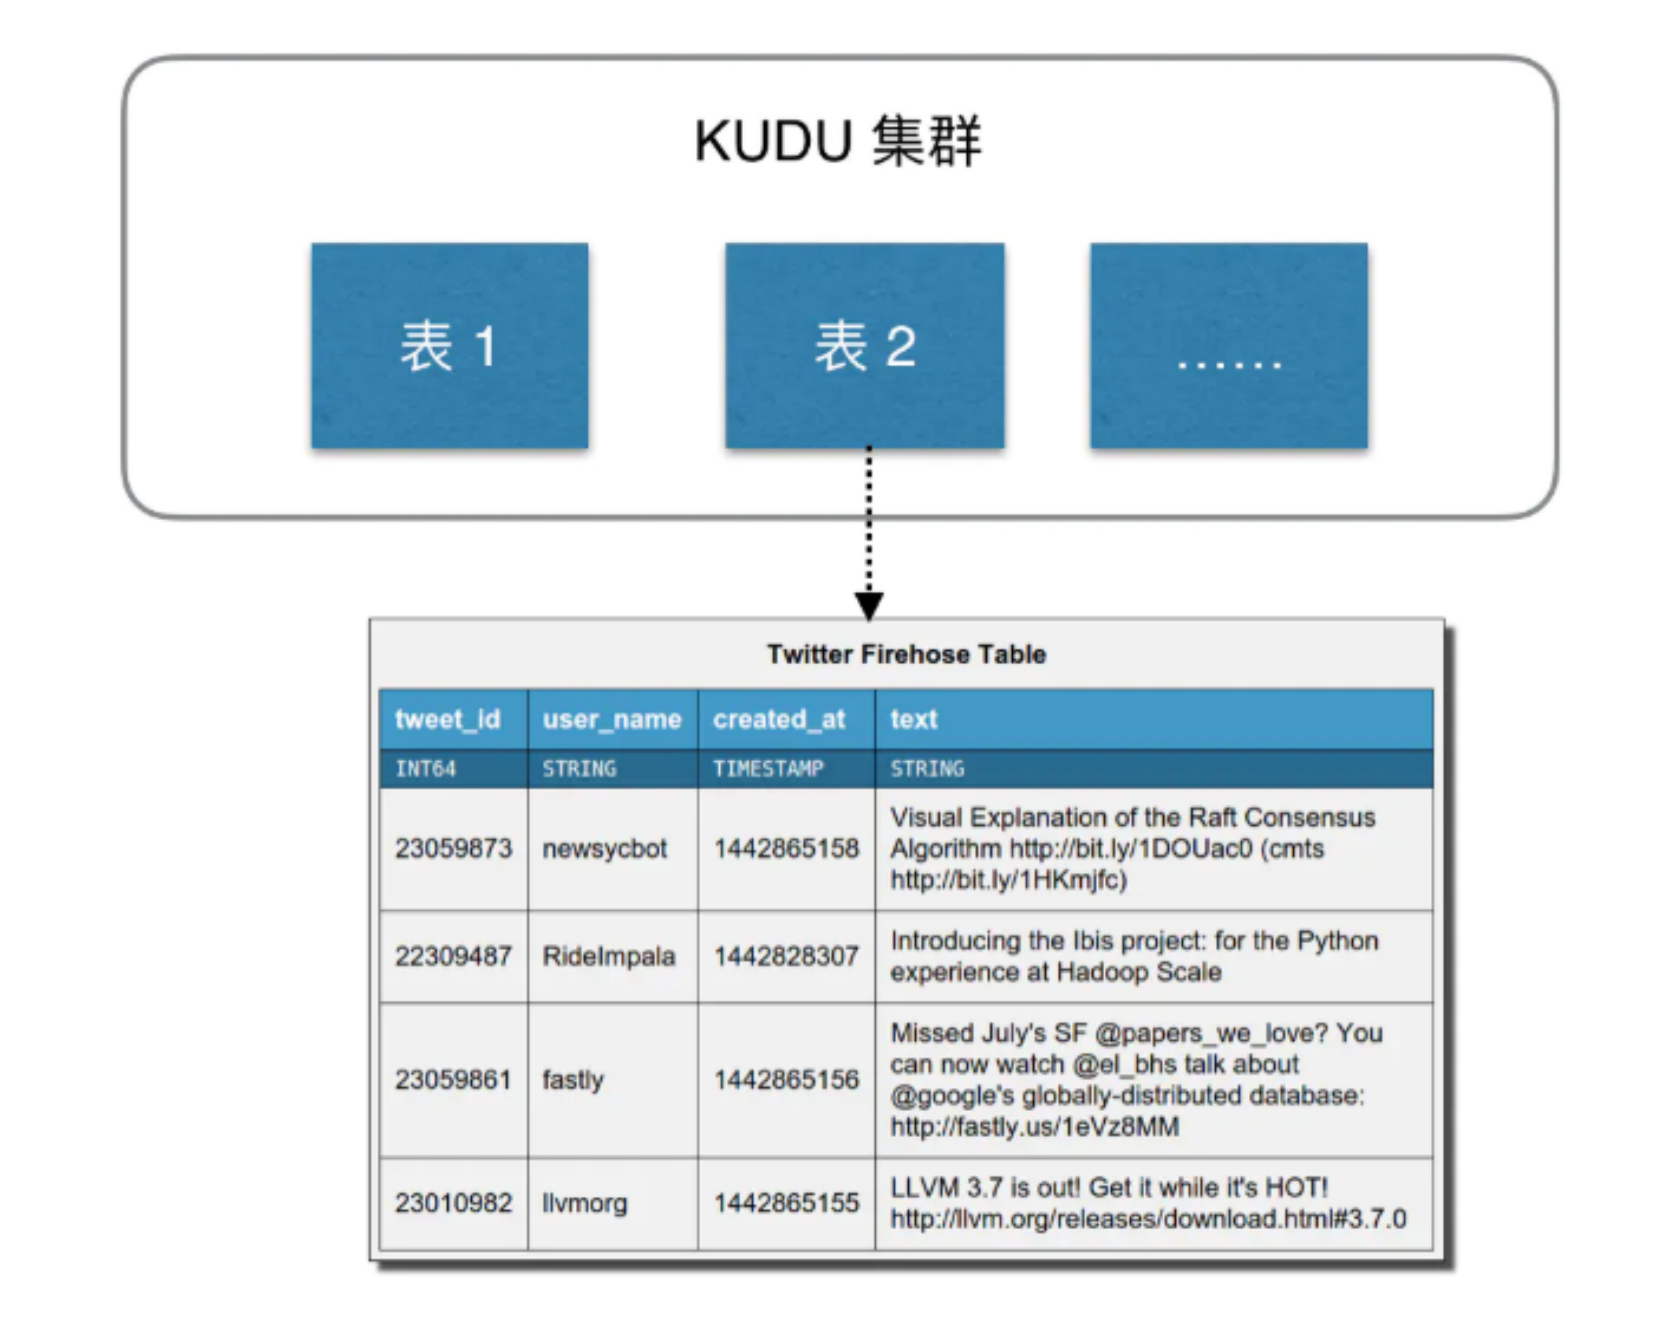 KUDU 集群
表 1
表 2
......
Twitter Firehose Table
tweet_id user_name created_at text
INT64 STRING TIMESTAMP STRING
23059873 newsycbot 1442865158 Visual Explanation of the Raft Consensus
Algorithm http://bit.ly/1DOUac0 (cmts
http://bit.ly/1HKmjfc)
22309487 RideImpala 1442828307 Introducing the Ibis project: for the Python
experience at Hadoop Scale
23059861 fastly 1442865156 Missed July's SF @papers_we_love? You
can now watch @el_bhs talk about
@google's globally-distributed database:
http://fastly.us/1eVz8MM
23010982 llvmorg 1442865155 LLVM 3.7 is out! Get it while it's HOT!
http://llvm.org/releases/download.html#3.7.0